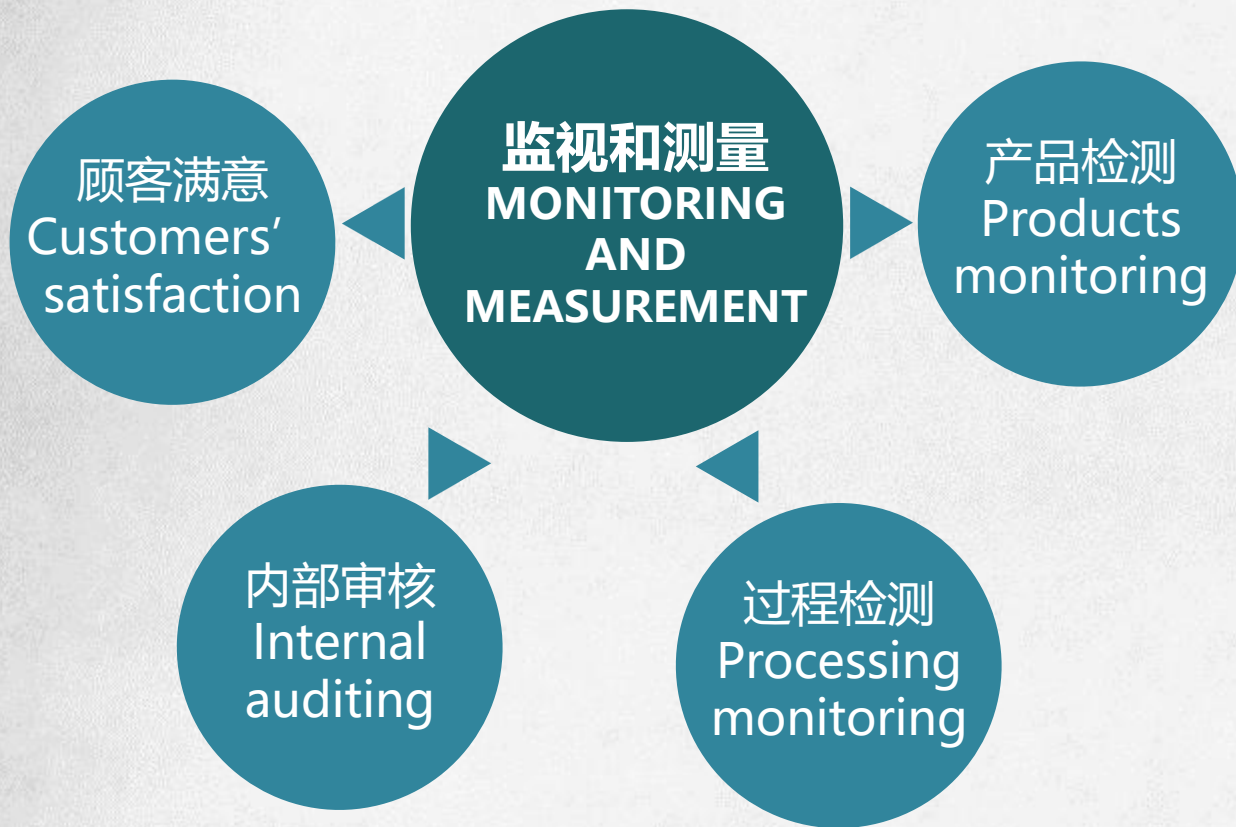 监视和测量
MONITORING
AND
MEASUREMENT
顾客满意
Customers'
satisfaction
产品检测
Products
monitoring
内部审核
Internal
auditing
过程检测
Processing
monitoring